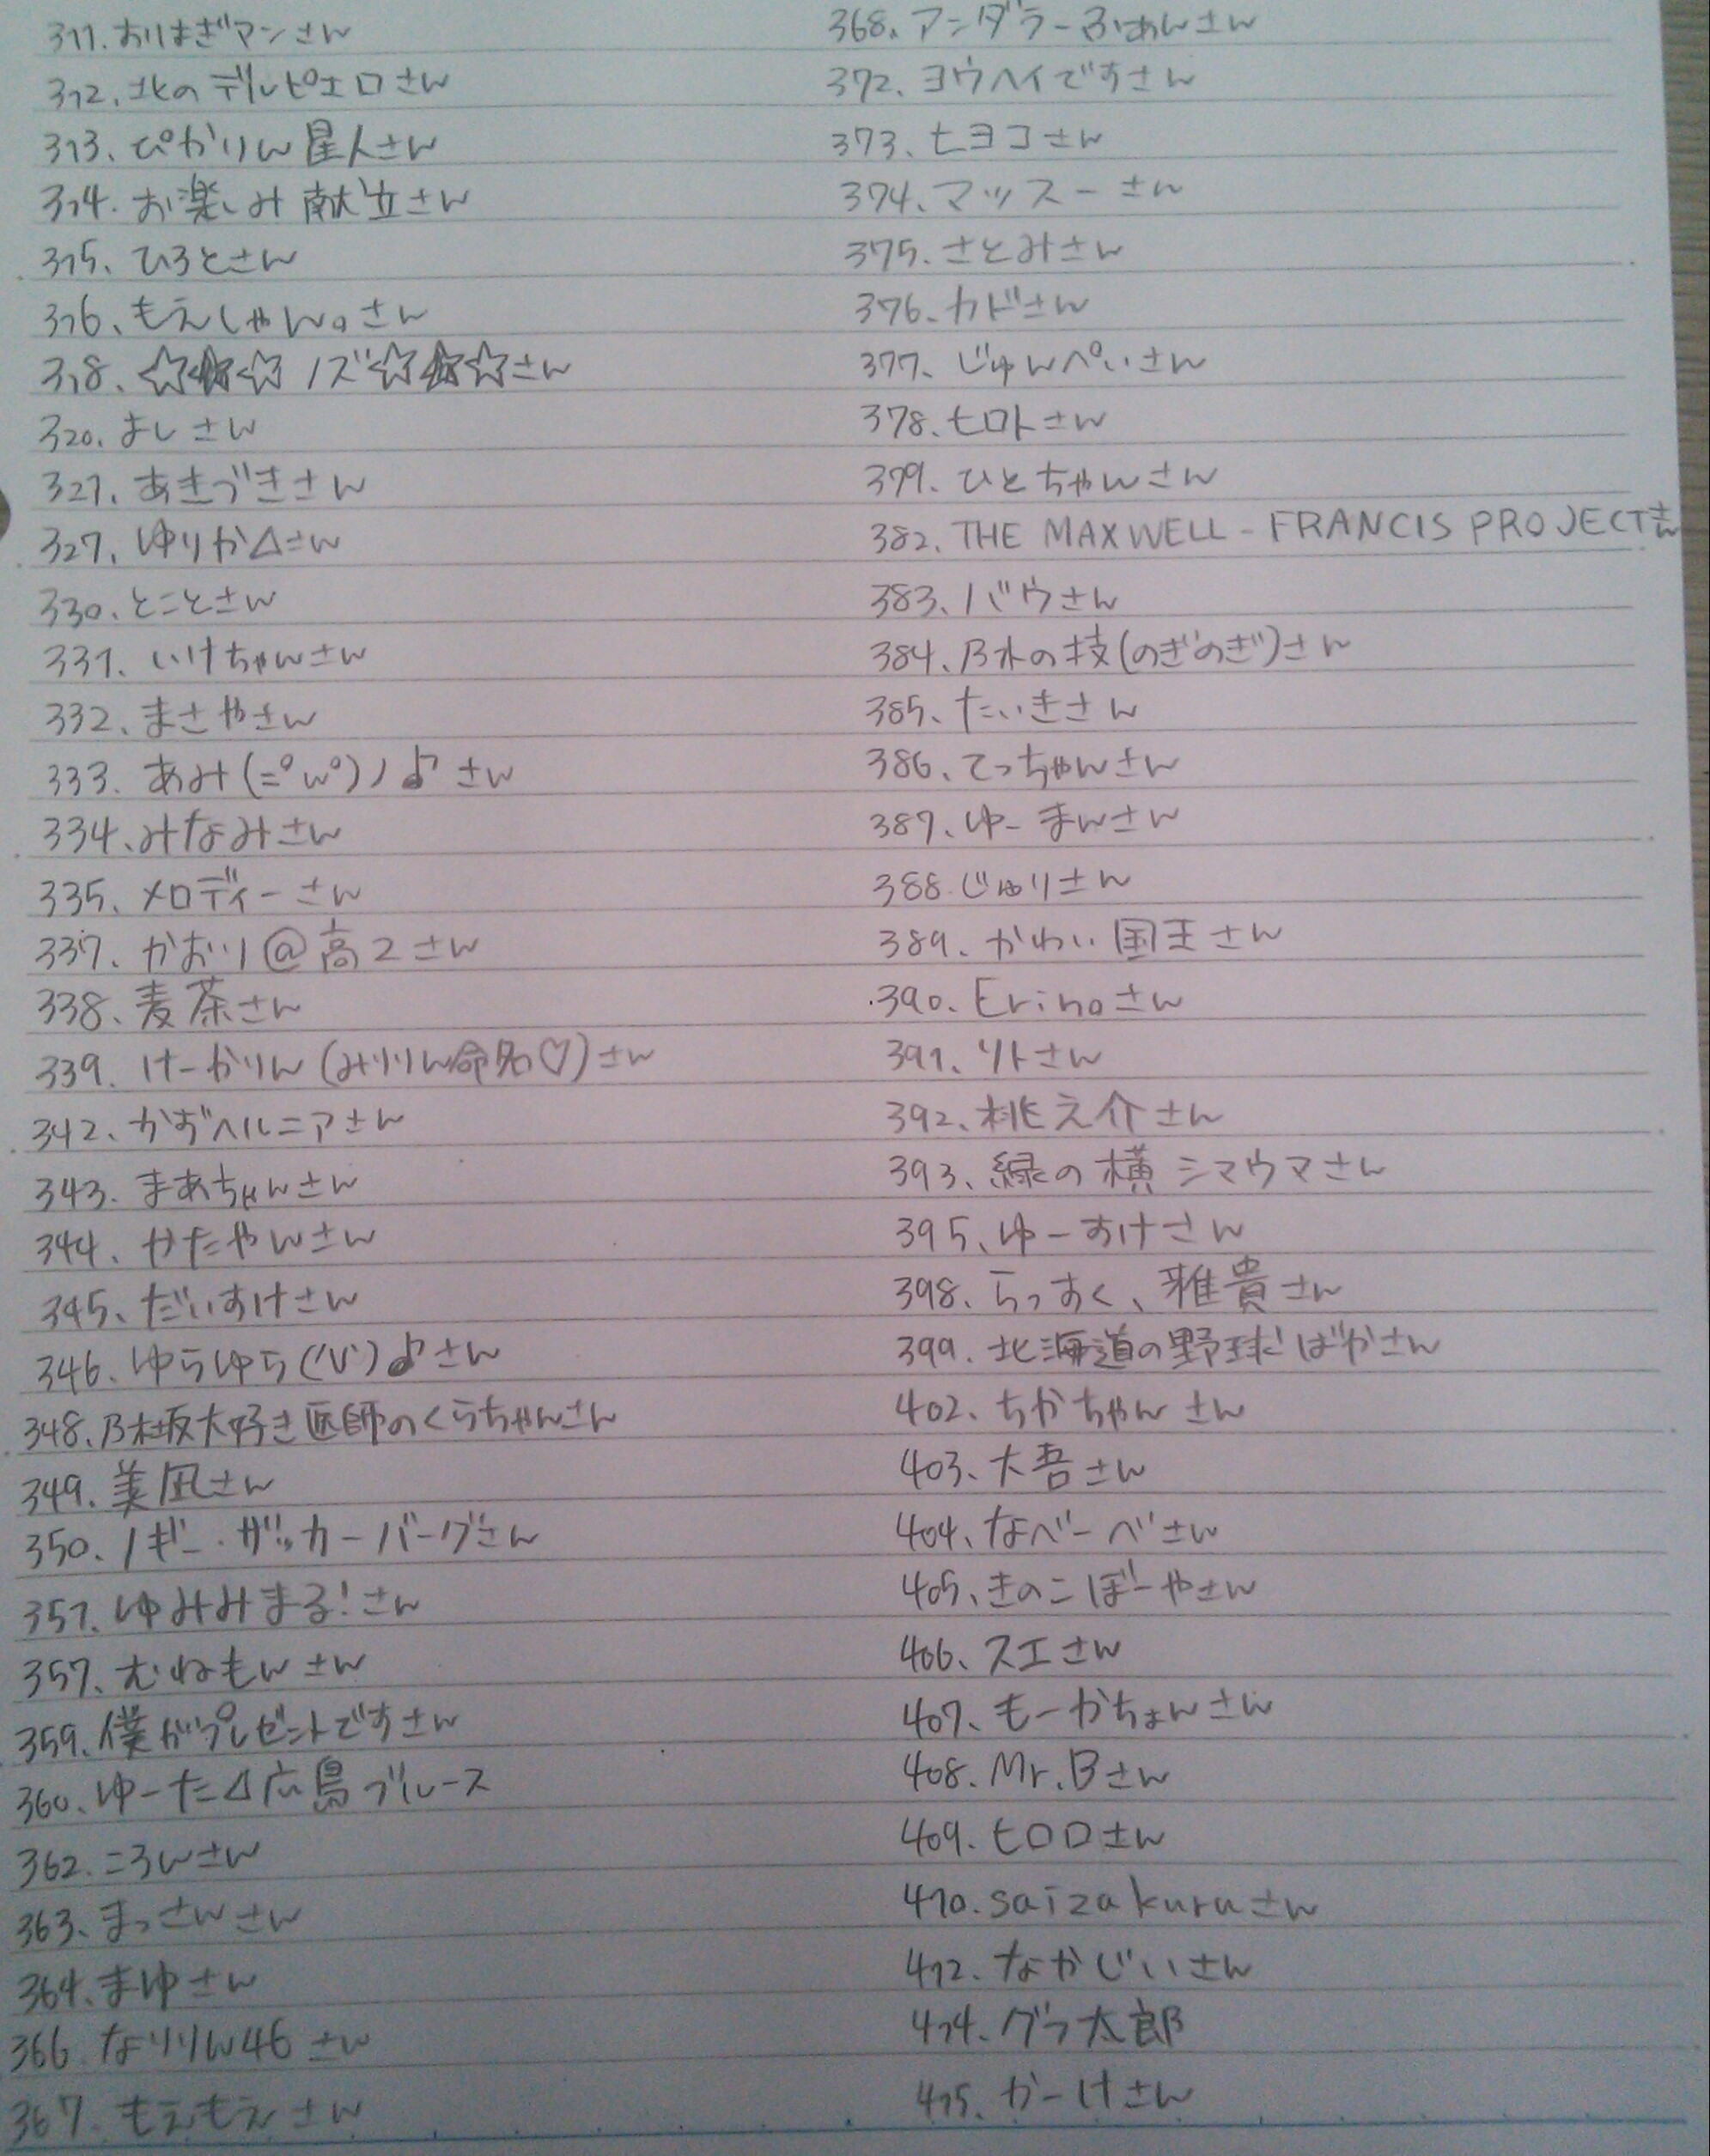 311. おりはぎマンさん
312、北のデルピエロさん
313、ぴかりん星人さん
314. お楽しみ献立さん
315、ひろとさん
316、もえしゃん。さん
318、☆★☆ノズ☆★☆さん
320、よしさん
321、あきづきさん
327、ゆりか△さん
330、とことさん
331、いけちゃんさん
332、まさやさん
333. あみ(=°w°)ノ♪さん
334、みなみさん
335、メロディーさん
337、かおり@高2さん
338、麦茶さん
339. けーかりん(みりりん命名♡)さん
342、かずヘルニアさん
343. まあちゃんさん
344、かたやんさん
345、だいすけさん
346、ゆらゆら('V')♪さん
348、乃木坂大好き医師のくらちゃんさん
349. 美凪さん
350、ノギー・ザッカーバーグさん
351、ゆみみまる!さん
357、むねもんさん
359、僕がプレゼントですさん
360、ゆーた⊿広島ブルース
362. ころんさん
363、まっさんさん
364、まゆさん
366. なりりん46さん
367. もえもえさん
368、アンダラーふぁんさん
372、ヨウヘイですさん
373、ヒヨコさん
374、マッスーさん
375、さとみさん
376、カドさん
377、じゅんぺいさん
378、ヒロトさん
379. ひとちゃんさん
382. THE MAXWELL-FRANCIS PROJECTさん
383、バウさん
384、乃木の技(のぎのぎ)さん
385、たいきさん
386、てっちゃんさん
387、ゆーまんさん
388. じゅりさん
389. かわい国王さん
390. Erinaさん
391、リトさん
392、桃之介さん
393、緑の横シマウマさん
395、ゆーすけさん
398. らっすく、雅貴さん
399. 北海道の野球ばかさん
402、ちかちゃんさん
403、大吾さん
404、なべーべさん
405、きのこぼーやさん
406、スエさん
407、もーかちょんさん
408. Mr.Bさん
409. ヒロロさん
410. saizakuruさん
412. なかじいさん
414. グラ太郎
415. かーけさん